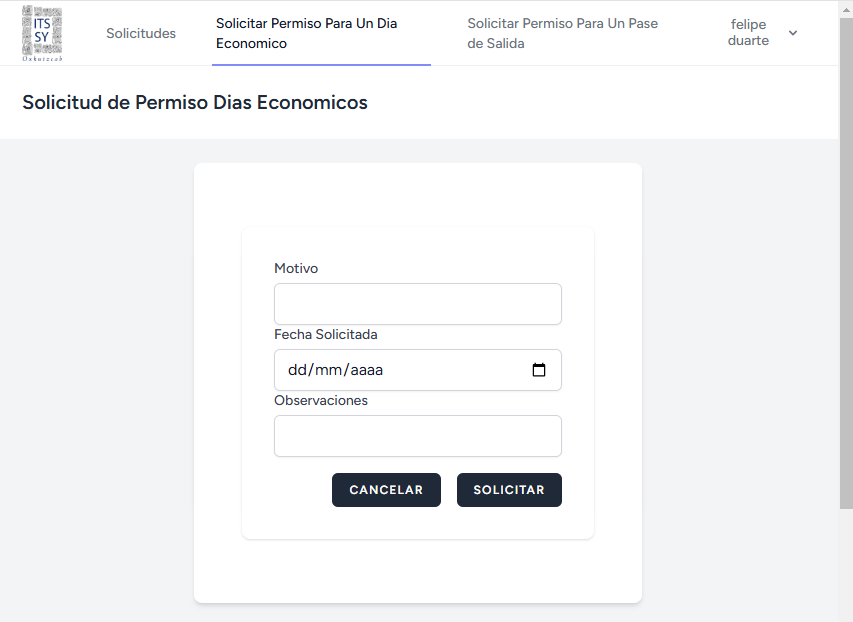 ITS
SY
Oxkutzcab
Solicitudes
Solicitar Permiso Para Un Dia
Economico
Solicitar Permiso Para Un Pase
de Salida
felipe
duarte
Solicitud de Permiso Dias Economicos
Motivo
Fecha Solicitada
dd/mm/aaaa
Observaciones
CANCELAR
SOLICITAR